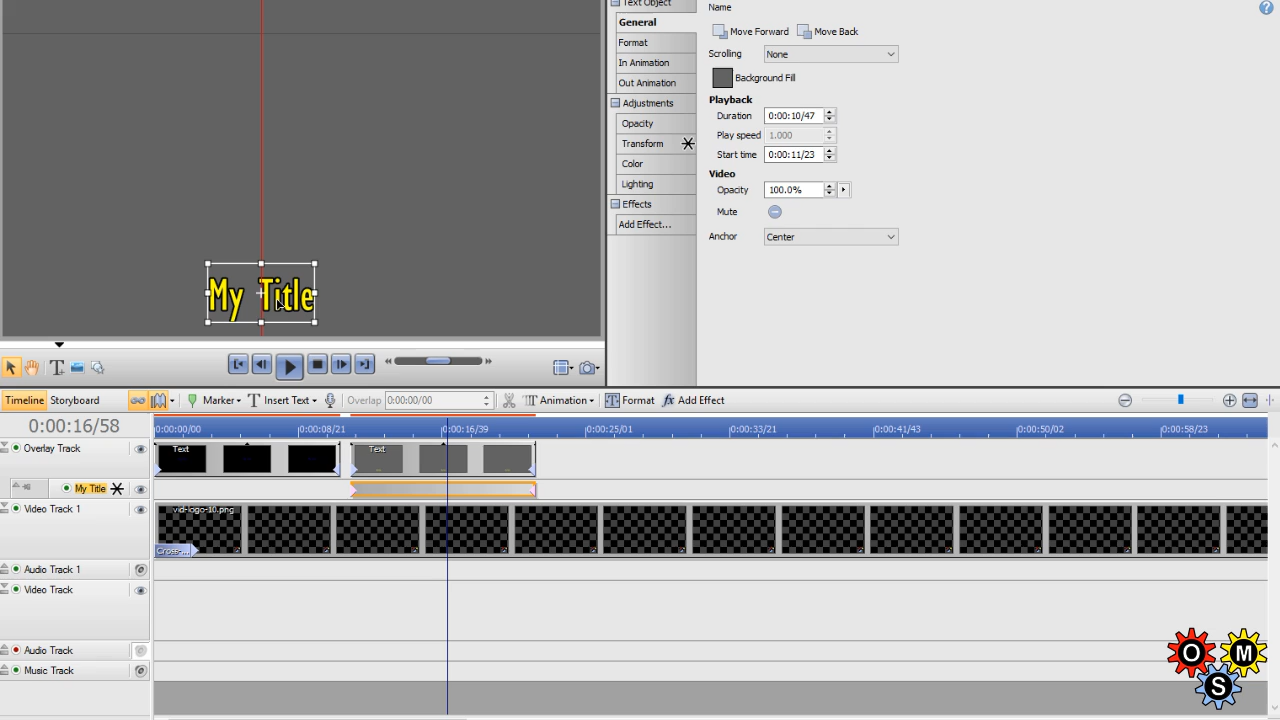 Text Object
General
Format
In Animation
Out Animation
Adjustments
Opacity
Transform
Color
Lighting
Effects
Add Effect...
Name
Move Forward Move Back
Scrolling None
Background Fill
Playback
Duration 0:00:10/47
Play speed 1.000
Start time 0:00:11/23
Video
Opacity 100.0%
Mute
Anchor Center
My Title
Timeline Storyboard Marker Insert Text Overlap 0:00:00/00 Animation Format fx Add Effect
0:00:16/58
0:00:00/00 0:00:08/21 0:00:16/39 0:00:25/01 0:00:33/21 0:00:41/43 0:00:50/02 0:00:58/23
Overlay Track Text Text
My Title
Video Track 1 vid-logo-10.png
Cross-...
Audio Track 1
Video Track
Audio Track
Music Track
O M
S